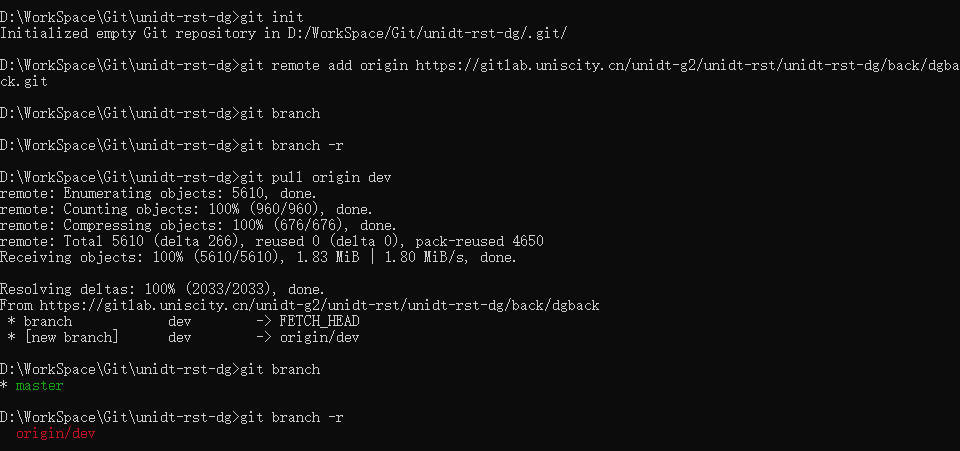 D:\WorkSpace\Git\unidt-rst-dg>git init
Initialized empty Git repository in D:/WorkSpace/Git/unidt-rst-dg/.git/
D:\WorkSpace\Git\unidt-rst-dg>git remote add origin https://gitlab.uniscity.cn/unidt-g2/unidt-rst/unidt-rst-dg/back/dgba
ck.git
D:\WorkSpace\Git\unidt-rst-dg>git branch
D:\WorkSpace\Git\unidt-rst-dg>git branch -r
D:\WorkSpace\Git\unidt-rst-dg>git pull origin dev
remote: Enumerating objects: 5610, done.
remote: Counting objects: 100% (960/960), done.
remote: Compressing objects: 100% (676/676), done.
remote: Total 5610 (delta 266), reused 0 (delta 0), pack-reused 4650
Receiving objects: 100% (5610/5610), 1.83 MiB | 1.80 MiB/s, done.
Resolving deltas: 100% (2033/2033), done.
From https://gitlab.uniscity.cn/unidt-g2/unidt-rst/unidt-rst-dg/back/dgback
 * branch            dev        -> FETCH_HEAD
 * [new branch]      dev        -> origin/dev
D:\WorkSpace\Git\unidt-rst-dg>git branch
* master
D:\WorkSpace\Git\unidt-rst-dg>git branch -r
  origin/dev